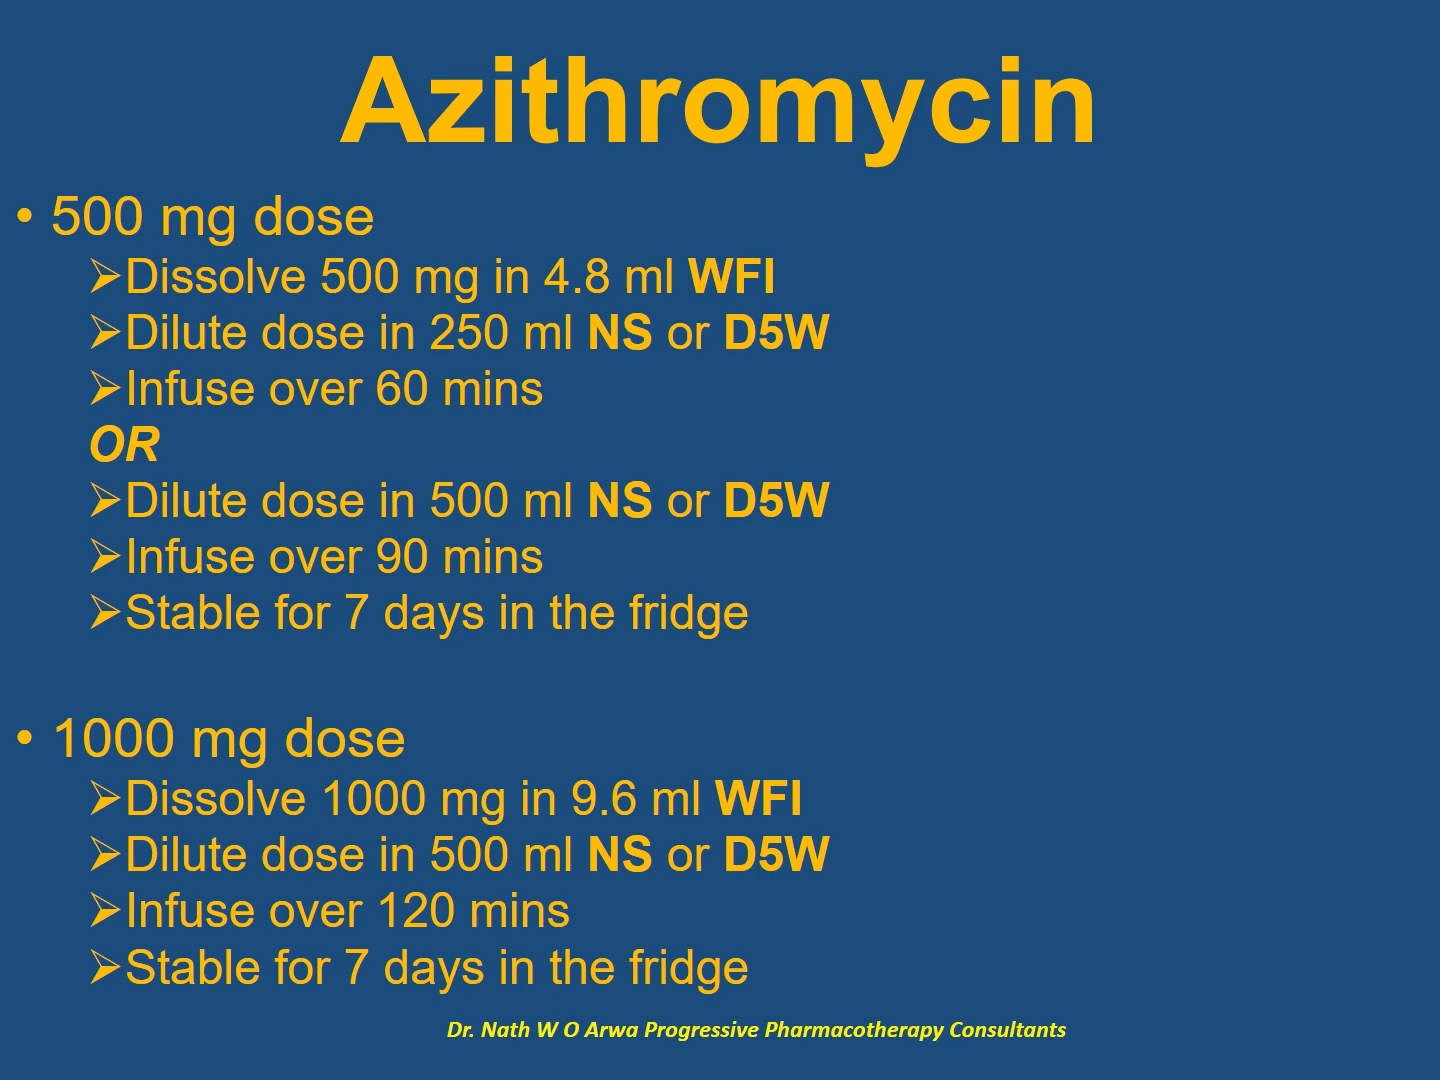 Azithromycin
• 500 mg dose
➢Dissolve 500 mg in 4.8 ml WFI
➢Dilute dose in 250 ml NS or D5W
➢Infuse over 60 mins
OR
➢Dilute dose in 500 ml NS or D5W
➢Infuse over 90 mins
➢Stable for 7 days in the fridge
• 1000 mg dose
➢Dissolve 1000 mg in 9.6 ml WFI
➢Dilute dose in 500 ml NS or D5W
➢Infuse over 120 mins
➢Stable for 7 days in the fridge
Dr. Nath W O Arwa Progressive Pharmacotherapy Consultants